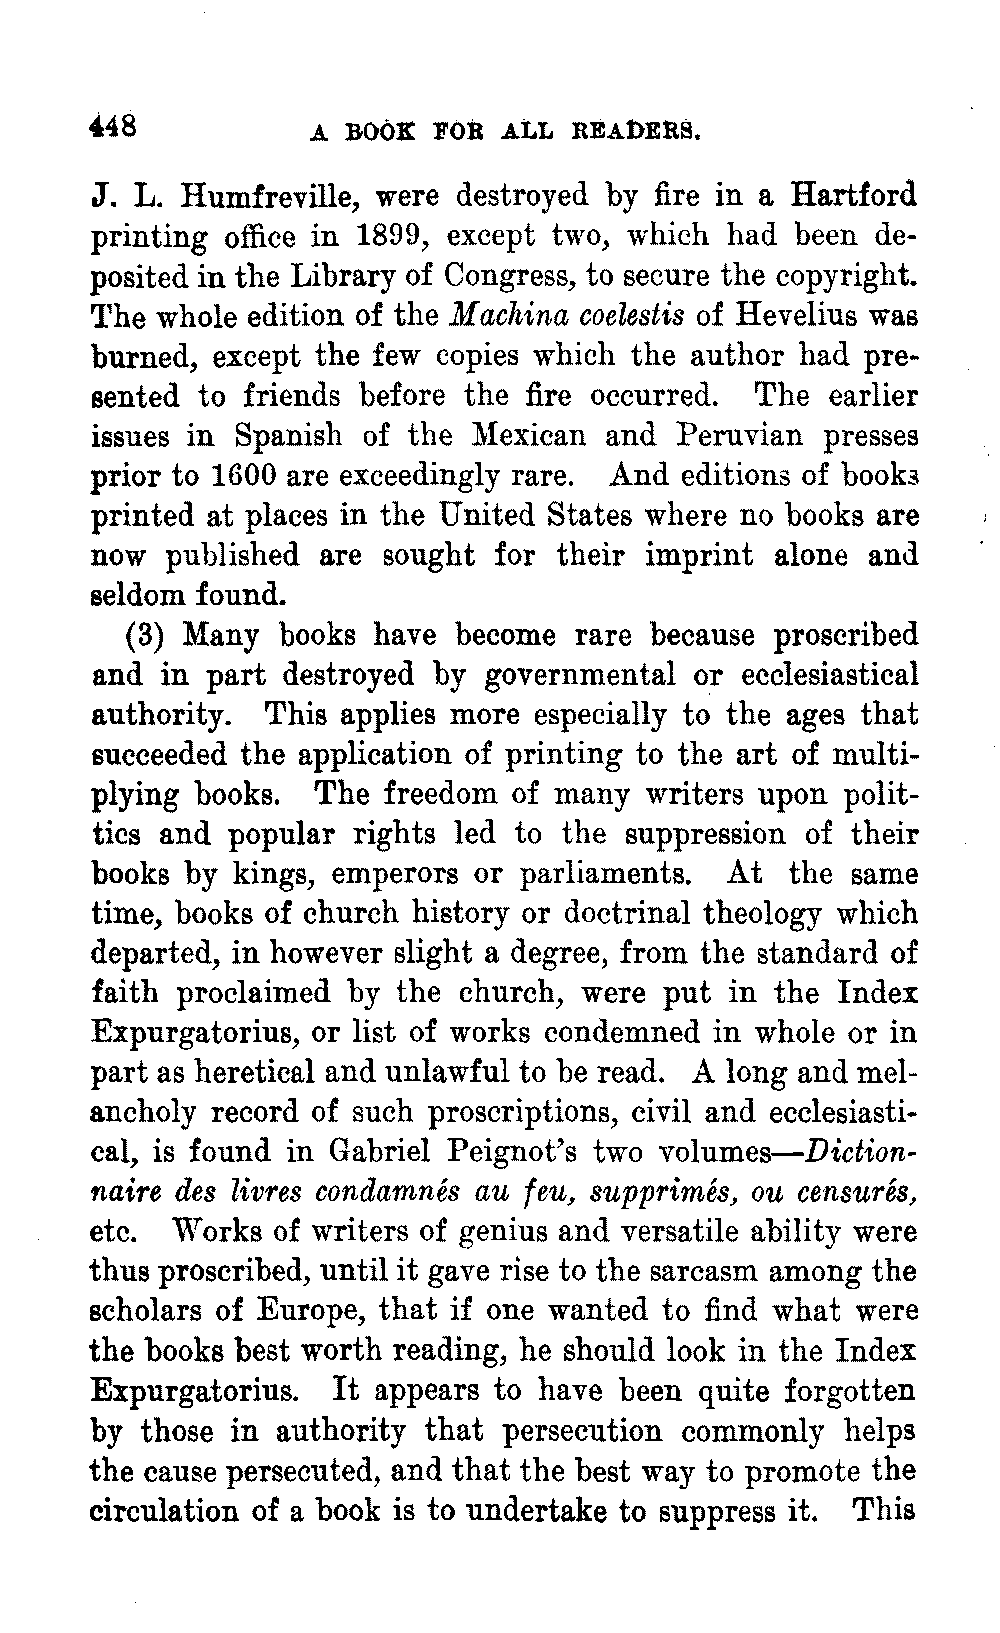 448 A BOOK FOR ALL READERS.
J. L. Humfreville, were destroyed by fire in a Hartford
printing office in 1899, except two, which had been de-
posited in the Library of Congress, to secure the copyright.
The whole edition of the Machina coelestis of Hevelius was
burned, except the few copies which the author had pre-
sented to friends before the fire occurred. The earlier
issues in Spanish of the Mexican and Peruvian presses
prior to 1600 are exceedingly rare. And editions of books
printed at places in the United States where no books are
now published are sought for their imprint alone and
seldom found.
(3) Many books have become rare because proscribed
and in part destroyed by governmental or ecclesiastical
authority. This applies more especially to the ages that
succeeded the application of printing to the art of multi-
plying books. The freedom of many writers upon polit-
tics and popular rights led to the suppression of their
books by kings, emperors or parliaments. At the same
time, books of church history or doctrinal theology which
departed, in however slight a degree, from the standard of
faith proclaimed by the church, were put in the Index
Expurgatorius, or list of works condemned in whole or in
part as heretical and unlawful to be read. A long and mel-
ancholy record of such proscriptions, civil and ecclesiasti-
cal, is found in Gabriel Peignot's two volumes—Diction-
naire des livres condamnés au feu, supprimés, ou censurés,
etc. Works of writers of genius and versatile ability were
thus proscribed, until it gave rise to the sarcasm among the
scholars of Europe, that if one wanted to find what were
the books best worth reading, he should look in the Index
Expurgatorius. It appears to have been quite forgotten
by those in authority that persecution commonly helps
the cause persecuted, and that the best way to promote the
circulation of a book is to undertake to suppress it. This